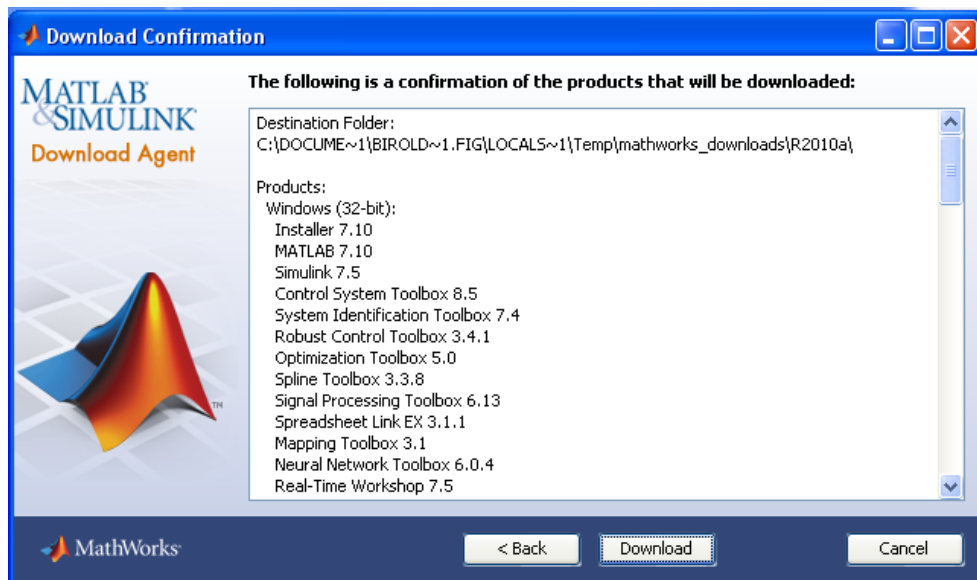 Download Confirmation
MATLAB
&SIMULINK
Download Agent
The following is a confirmation of the products that will be downloaded:
Destination Folder:
C:\DOCUME~1\BIROLD~1.FIG\LOCALS~1\Temp\mathworks_downloads\R2010a\
Products:
Windows (32-bit):
Installer 7.10
MATLAB 7.10
Simulink 7.5
Control System Toolbox 8.5
System Identification Toolbox 7.4
Robust Control Toolbox 3.4.1
Optimization Toolbox 5.0
Spline Toolbox 3.3.8
Signal Processing Toolbox 6.13
Spreadsheet Link EX 3.1.1
Mapping Toolbox 3.1
Neural Network Toolbox 6.0.4
Real-Time Workshop 7.5
TM
MathWorks
< Back
Download
Cancel